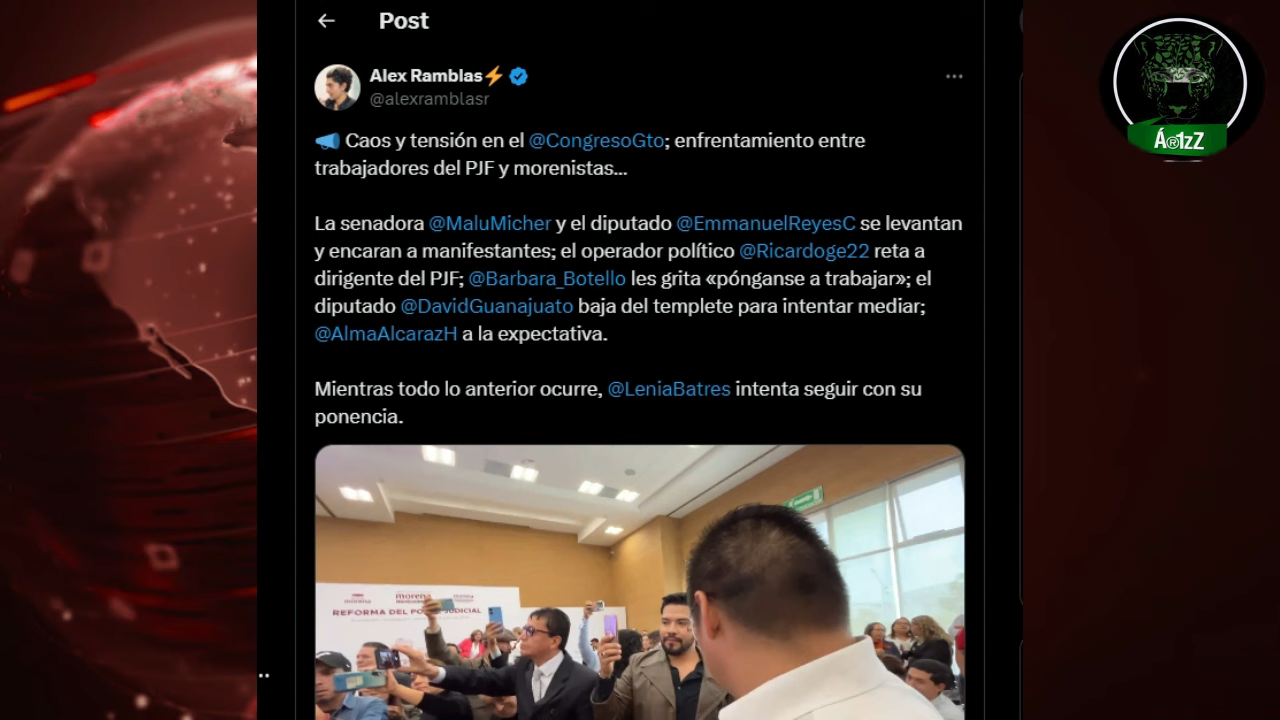 Post
Alex Ramblas⚡
@alexramblasr
📣 Caos y tensión en el @CongresoGto; enfrentamiento entre
trabajadores del PJF y morenistas...
La senadora @MaluMicher y el diputado @EmmanuelReyesC se levantan
y encaran a manifestantes; el operador político @Ricardoge22 reta a
dirigente del PJF; @Barbara_Botello les grita «pónganse a trabajar»; el
diputado @DavidGuanajuato baja del templete para intentar mediar;
@AlmaAlcarazH a la expectativa.
Mientras todo lo anterior ocurre, @LeniaBatres intenta seguir con su
ponencia.
morena
REFORMA DEL JUDICIAL
Á®1zZ